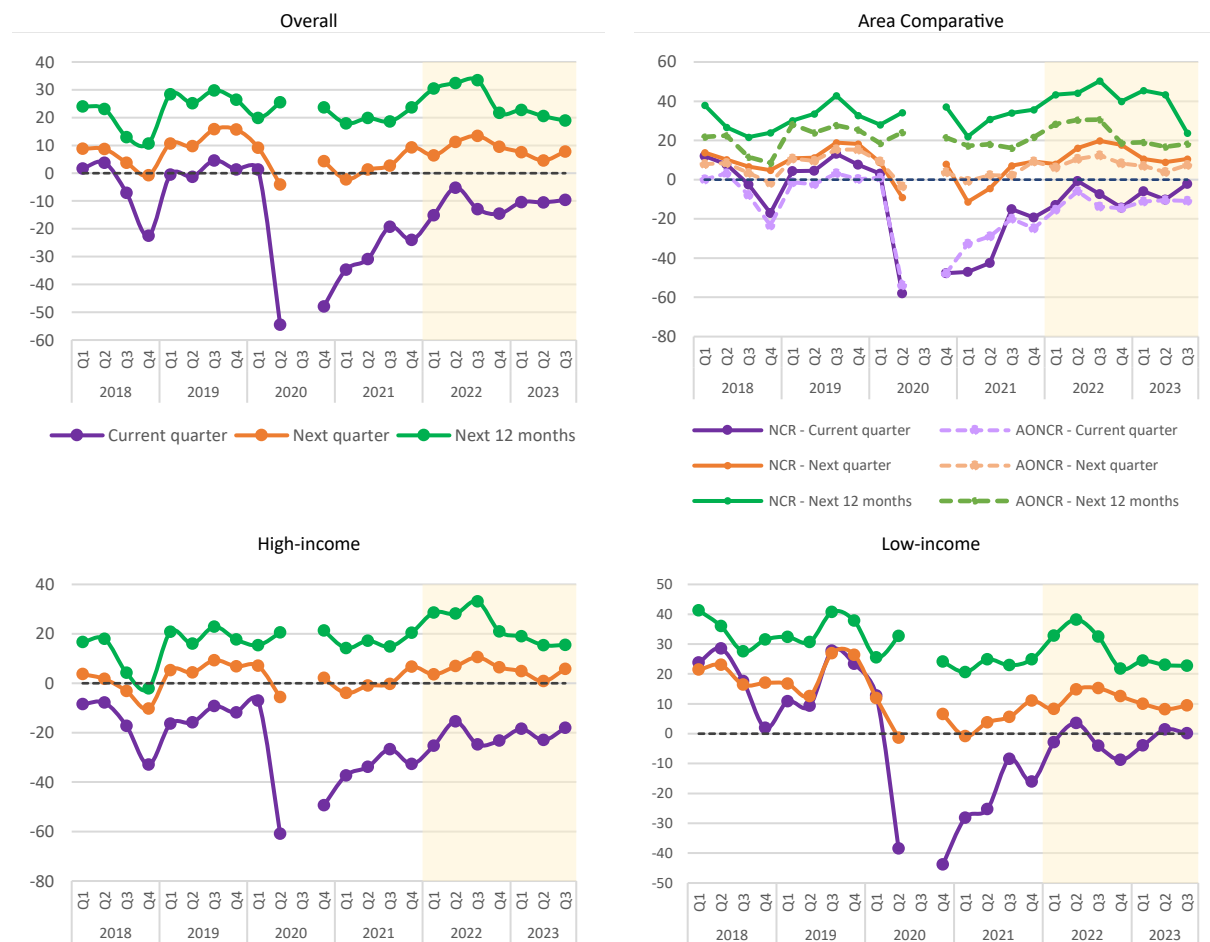 Overall
40
30
20
10
0
-10
-20
-30
-40
-50
-60
Q1 Q2 Q3 Q4 Q1 Q2 Q3 Q4 Q1 Q2 Q3 Q4 Q1 Q2 Q3 Q4 Q1 Q2 Q3 Q4 Q1 Q2 Q3
2018 2019 2020 2021 2022 2023
Current quarter Next quarter Next 12 months
Area Comparative
60
40
20
0
-20
-40
-60
-80
Q1 Q2 Q3 Q4 Q1 Q2 Q3 Q4 Q1 Q2 Q3 Q4 Q1 Q2 Q3 Q4 Q1 Q2 Q3 Q4 Q1 Q2 Q3
2018 2019 2020 2021 2022 2023
NCR - Current quarter AONCR - Current quarter
NCR - Next quarter AONCR - Next quarter
NCR - Next 12 months AONCR - Next 12 months
High-income
40
20
0
-20
-40
-60
-80
Q1 Q2 Q3 Q4 Q1 Q2 Q3 Q4 Q1 Q2 Q3 Q4 Q1 Q2 Q3 Q4 Q1 Q2 Q3 Q4 Q1 Q2 Q3
2018 2019 2020 2021 2022 2023
Low-income
50
40
30
20
10
0
-10
-20
-30
-40
-50
Q1 Q2 Q3 Q4 Q1 Q2 Q3 Q4 Q1 Q2 Q3 Q4 Q1 Q2 Q3 Q4 Q1 Q2 Q3 Q4 Q1 Q2 Q3
2018 2019 2020 2021 2022 2023